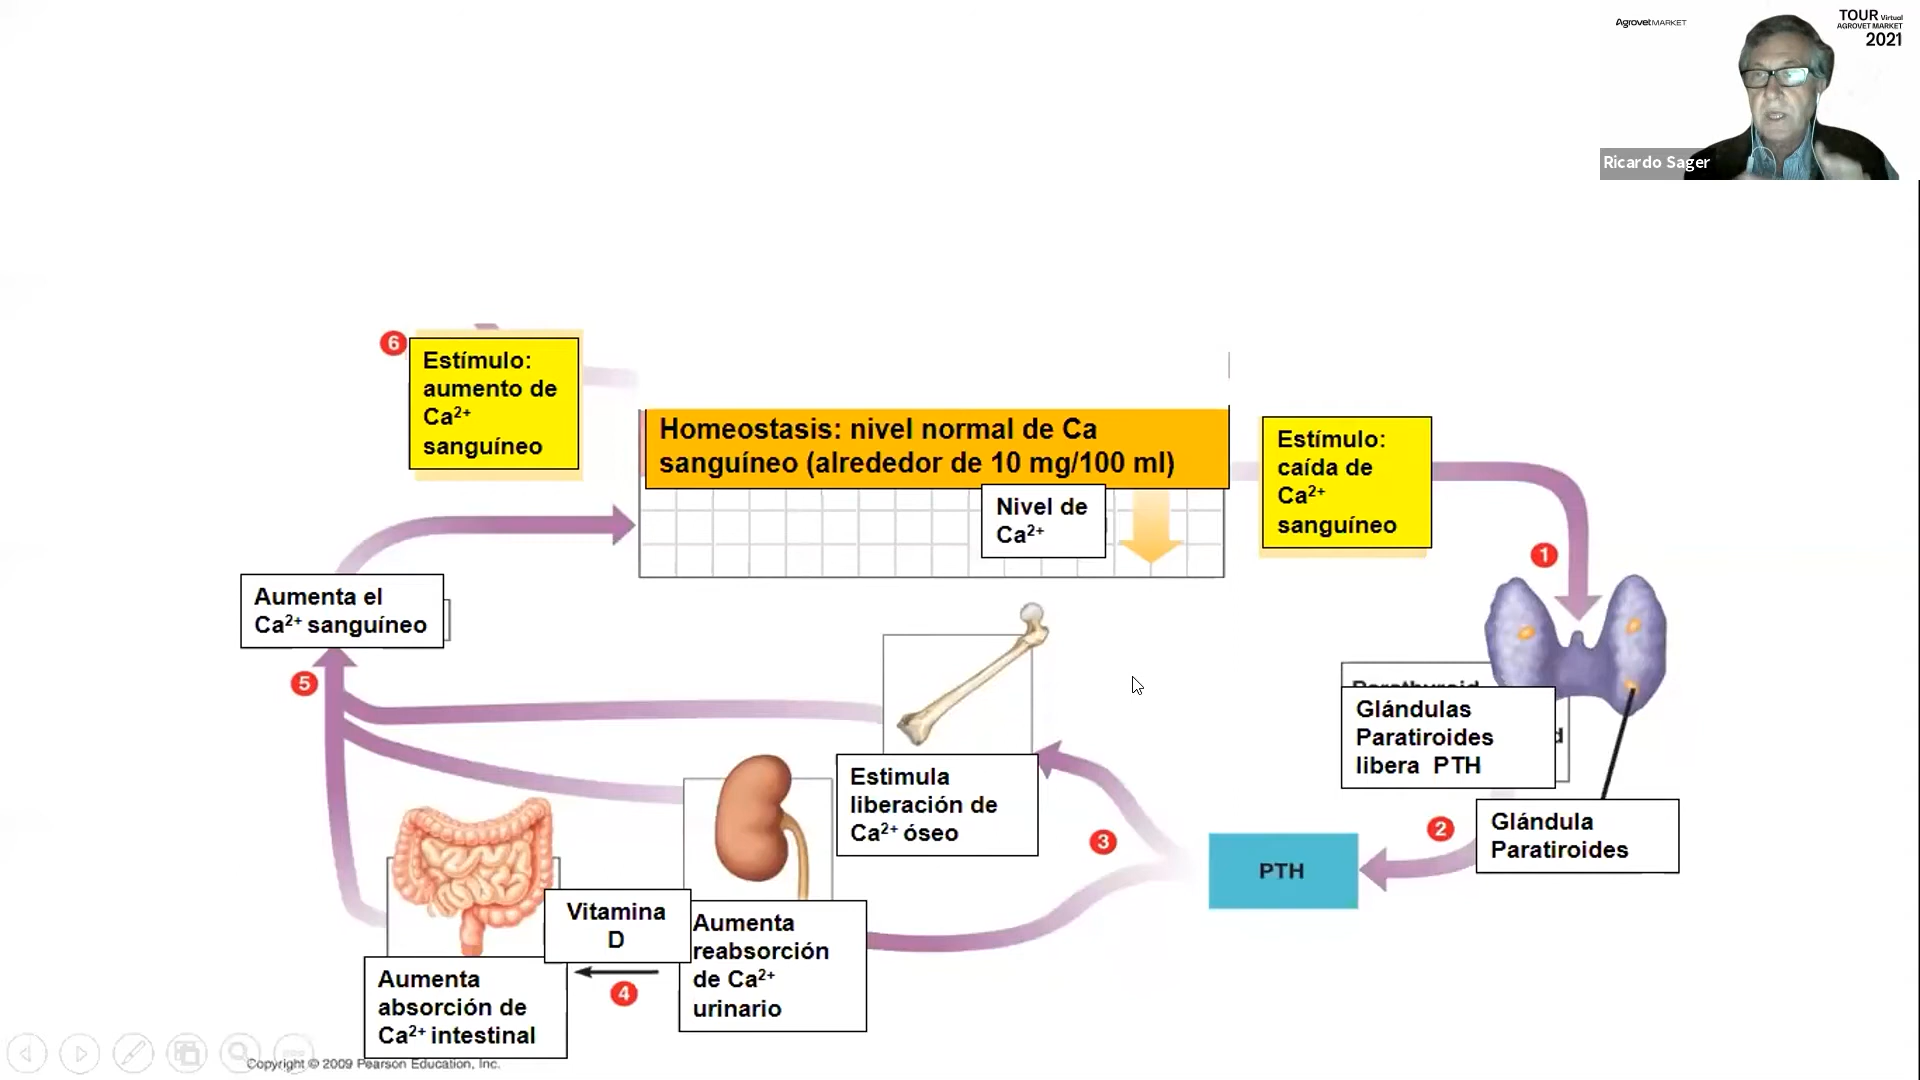 AgrovetMARKET
TOUR Virtual
AGROVET MARKET
2021
Ricardo Sager
6
Estímulo:
aumento de
Ca2+
sanguíneo
Homeostasis: nivel normal de Ca
sanguíneo (alrededor de 10 mg/100 ml)
Nivel de
Ca2+
Estímulo:
caída de
Ca2+
sanguíneo
1
Aumenta el
Ca2+ sanguíneo
5
Glándulas
Paratiroides
libera PTH
Glándula
Paratiroides
2
PTH
3
Estimula
liberación de
Ca2+ óseo
Vitamina
D
Aumenta
reabsorción
de Ca2+
urinario
4
Aumenta
absorción de
Ca2+ intestinal
Copyright © 2009 Pearson Education, Inc.